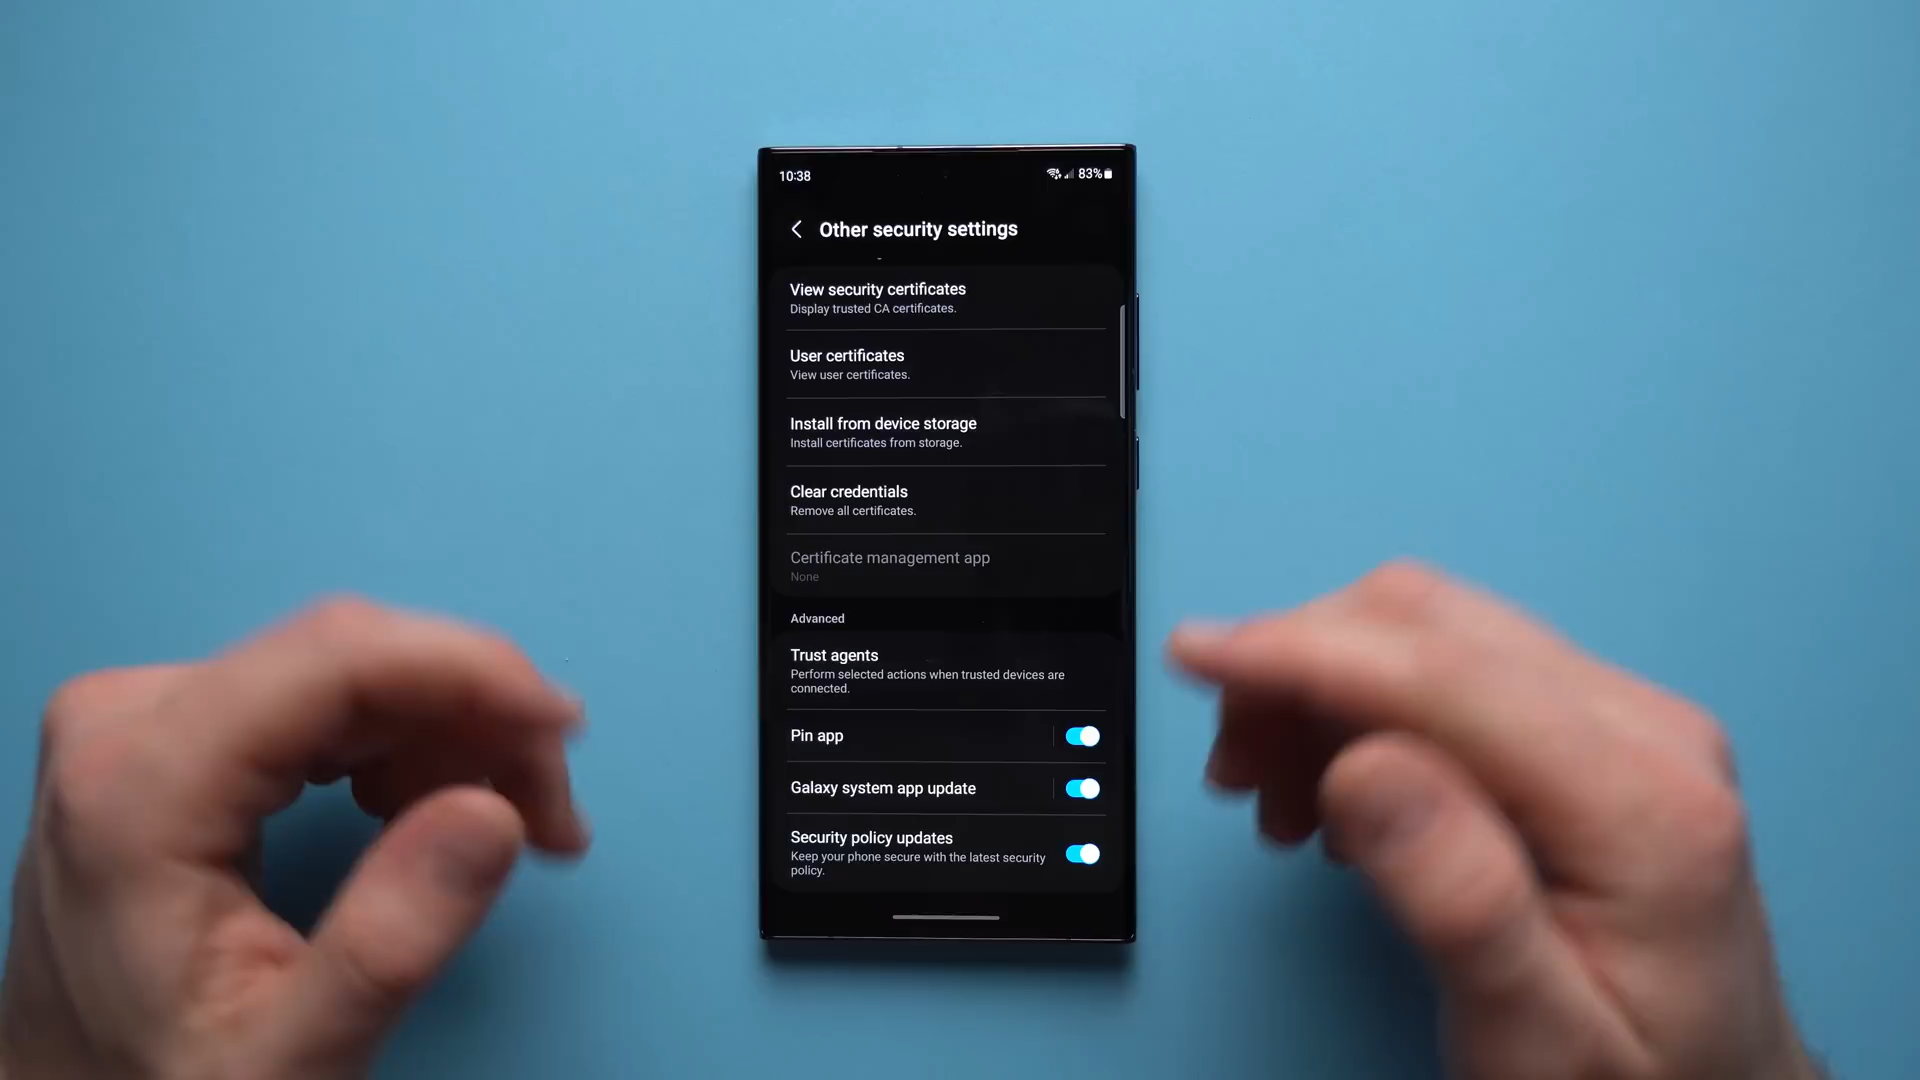 10:38
83%
Other security settings
View security certificates
Display trusted CA certificates.
User certificates
View user certificates.
Install from device storage
Install certificates from storage.
Clear credentials
Remove all certificates.
Certificate management app
None
Advanced
Trust agents
Perform selected actions when trusted devices are
connected.
Pin app
Galaxy system app update
Security policy updates
Keep your phone secure with the latest security
policy.